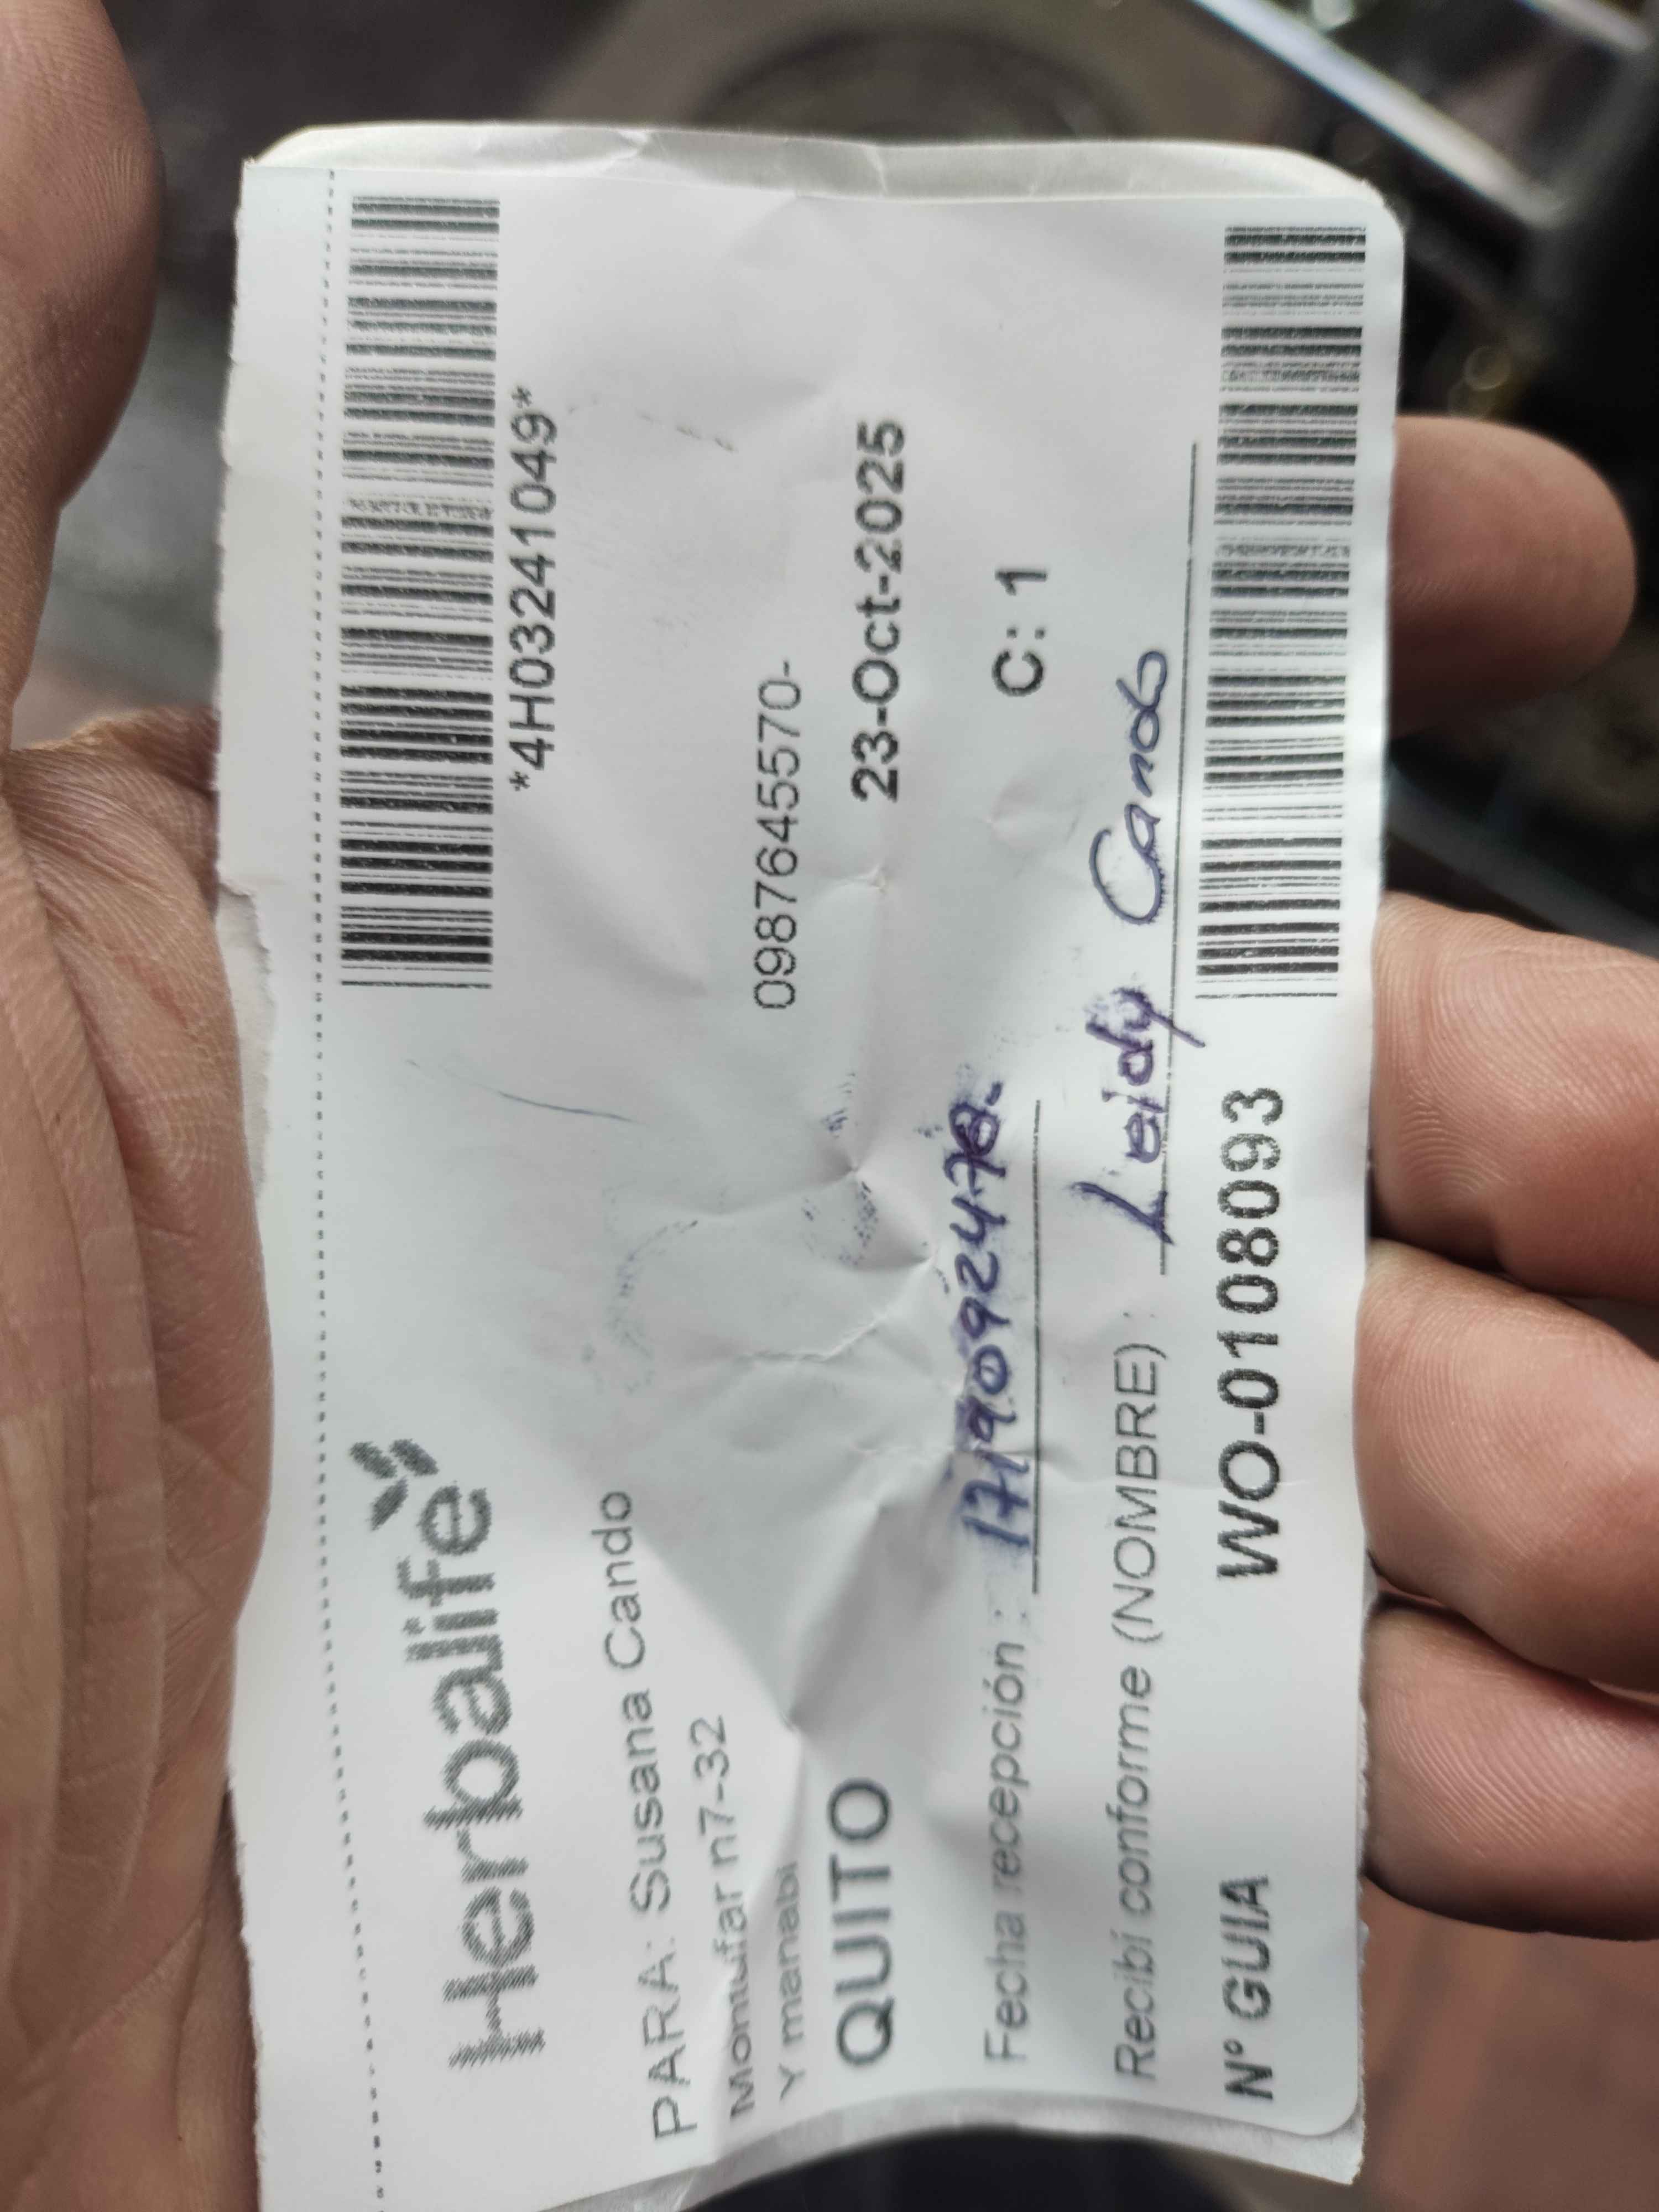 Herbalife
*4H03241049*
PARA: Susana Cando
Montufar n7-32
Y manabi
0987645570-
QUITO
23-Oct-2025
Fecha recepción : 1719092478.
C: 1
Recibí conforme (NOMBRE) : Leidy Cando
N° GUIA WO-0108093